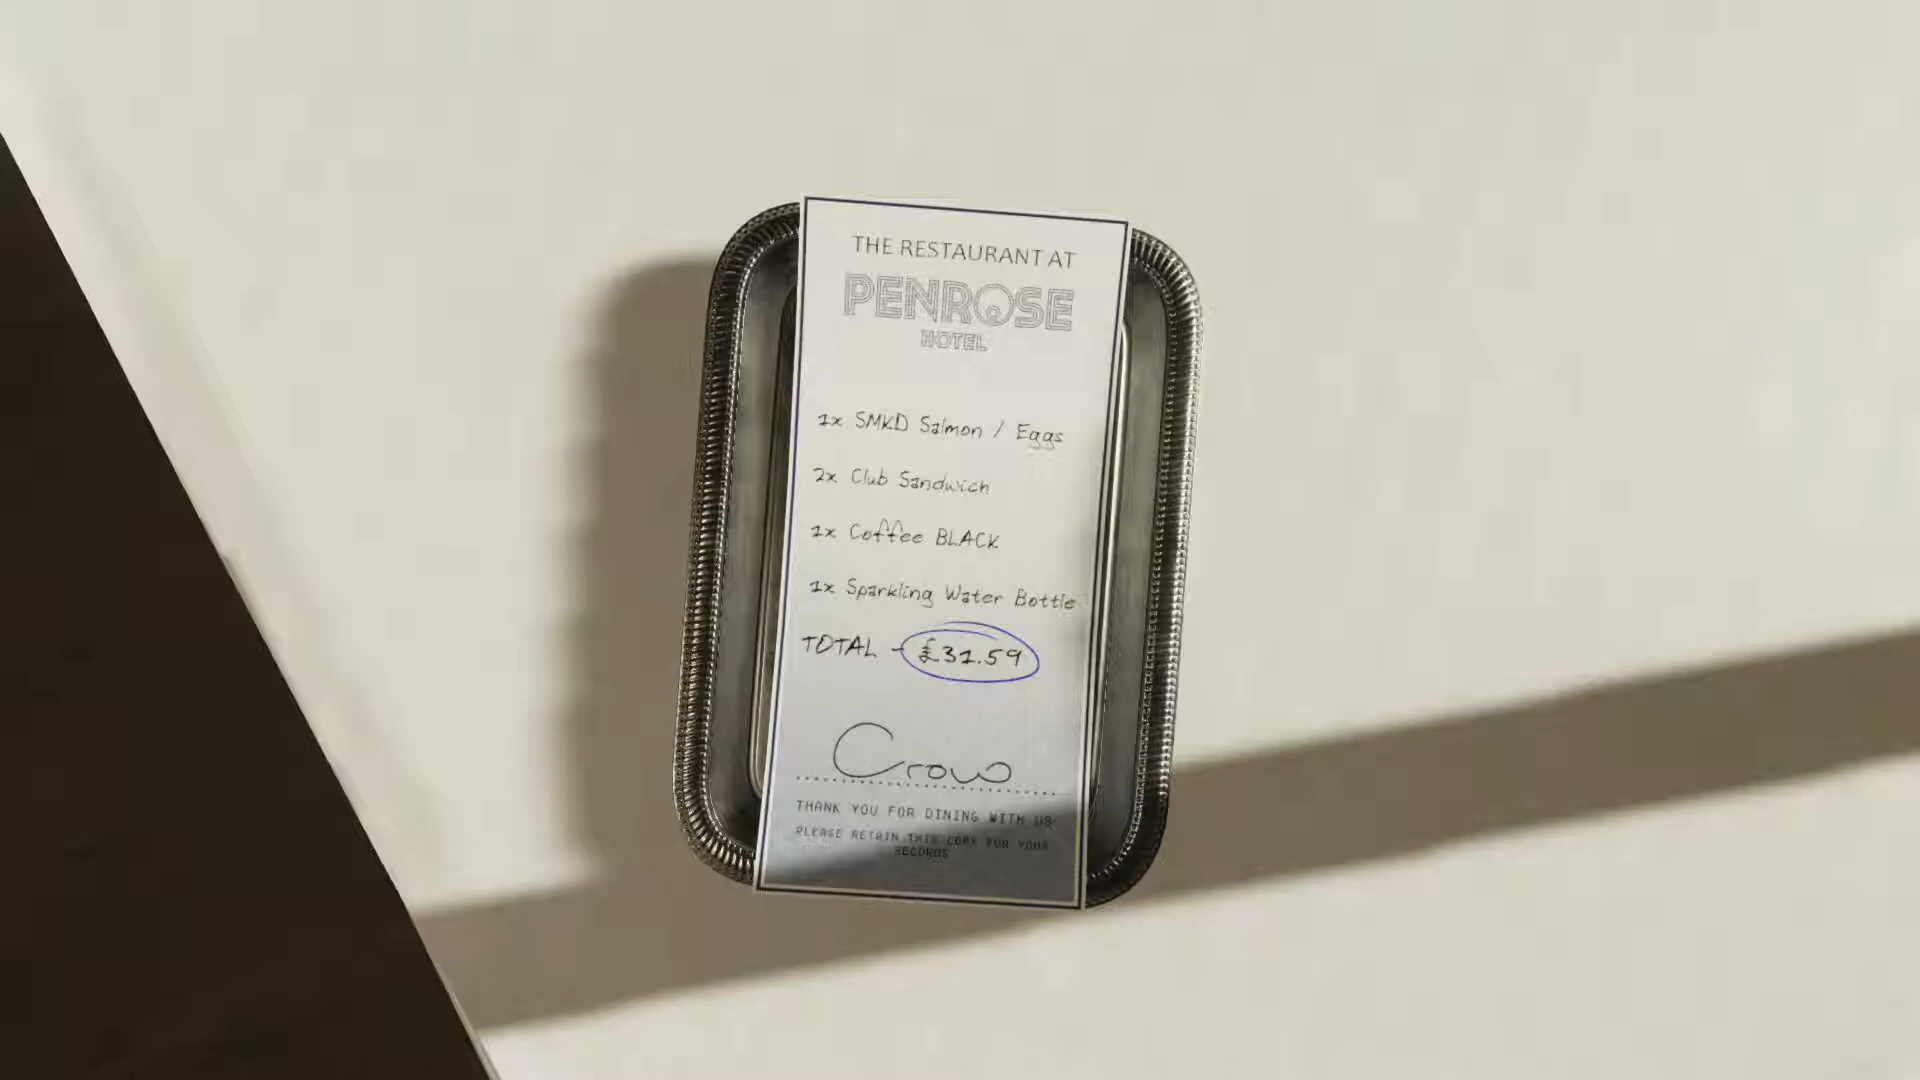 THE RESTAURANT AT
PENROSE
HOTEL
1x SMKD Salmon / Eggs
2x Club Sandwich
1x Coffee BLACK
1x Sparkling Water Bottle
TOTAL - £31.59
Crow
THANK YOU FOR DINING WITH US
PLEASE RETAIN THIS COPY FOR YOUR
RECORDS